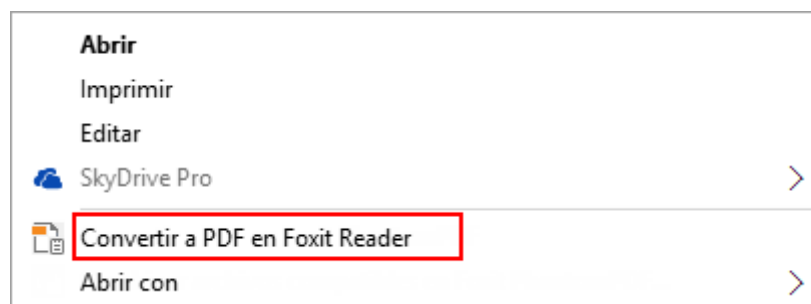 Abrir
Imprimir
Editar
SkyDrive Pro
Convertir a PDF en Foxit Reader
Abrir con